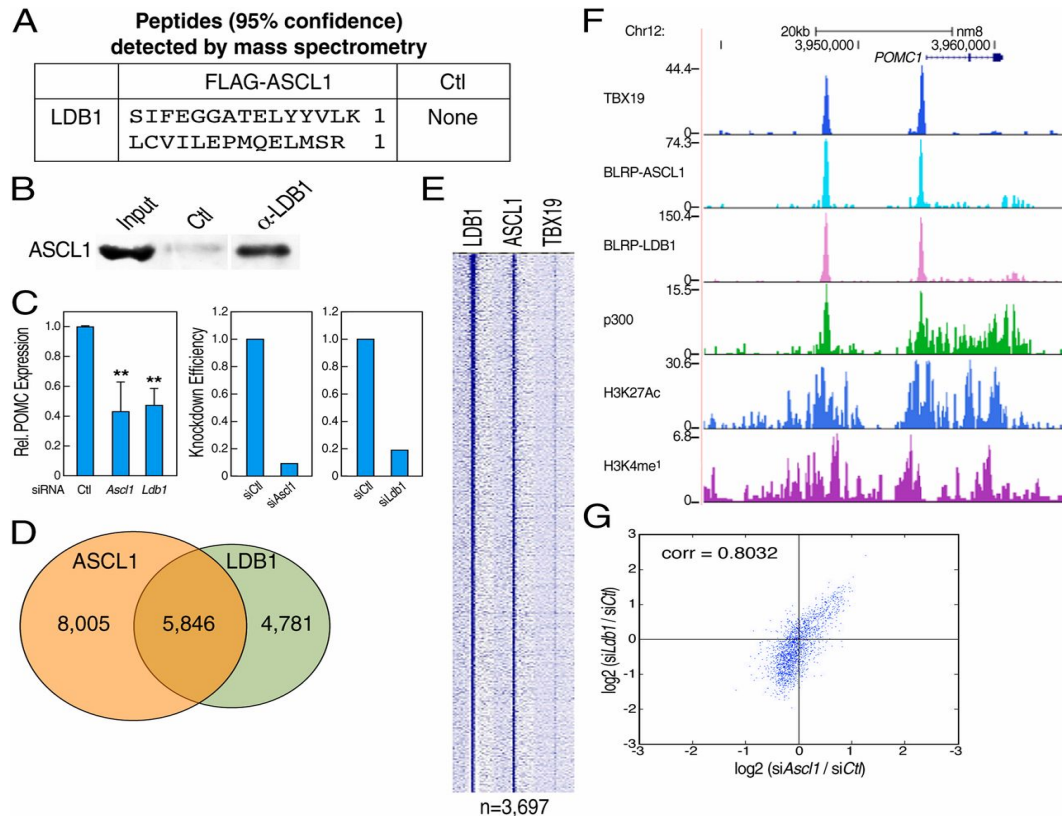 A
Peptides (95% confidence)
detected by mass spectrometry
FLAG-ASCL1 Ctl
LDB1 SIFEGGATELYYVLK 1 None
LCVILEPMQELMSR 1
B
Input Ctl α-LDB1
ASCL1
C
Rel. POMC Expression
1.0
0.8
0.6
0.4
0.2
0
** **
siRNA Ctl Ascl1 Ldb1
Knockdown Efficiency
1.2
1.0
0.8
0.6
0.4
0.2
0.0
siCtl siAscl1
1.2
1.0
0.8
0.6
0.4
0.2
0.0
siCtl siLdb1
D
ASCL1 LDB1
8,005 5,846 4,781
E
LDB1 ASCL1 TBX19
n=3,697
F
Chr12: 20kb nm8
3,950,000 3,960,000
POMC1
44.4
TBX19
0
74.3
BLRP-ASCL1
0
150.4
BLRP-LDB1
0
15.5
p300
0
30.6
H3K27Ac
0
6.8
H3K4me1
0
G
corr = 0.8032
log2 (siLdb1 / siCtl)
3
2
1
0
-1
-2
-3
-3 -2 -1 0 1 2 -3
log2 (siAscl1 / siCtl)